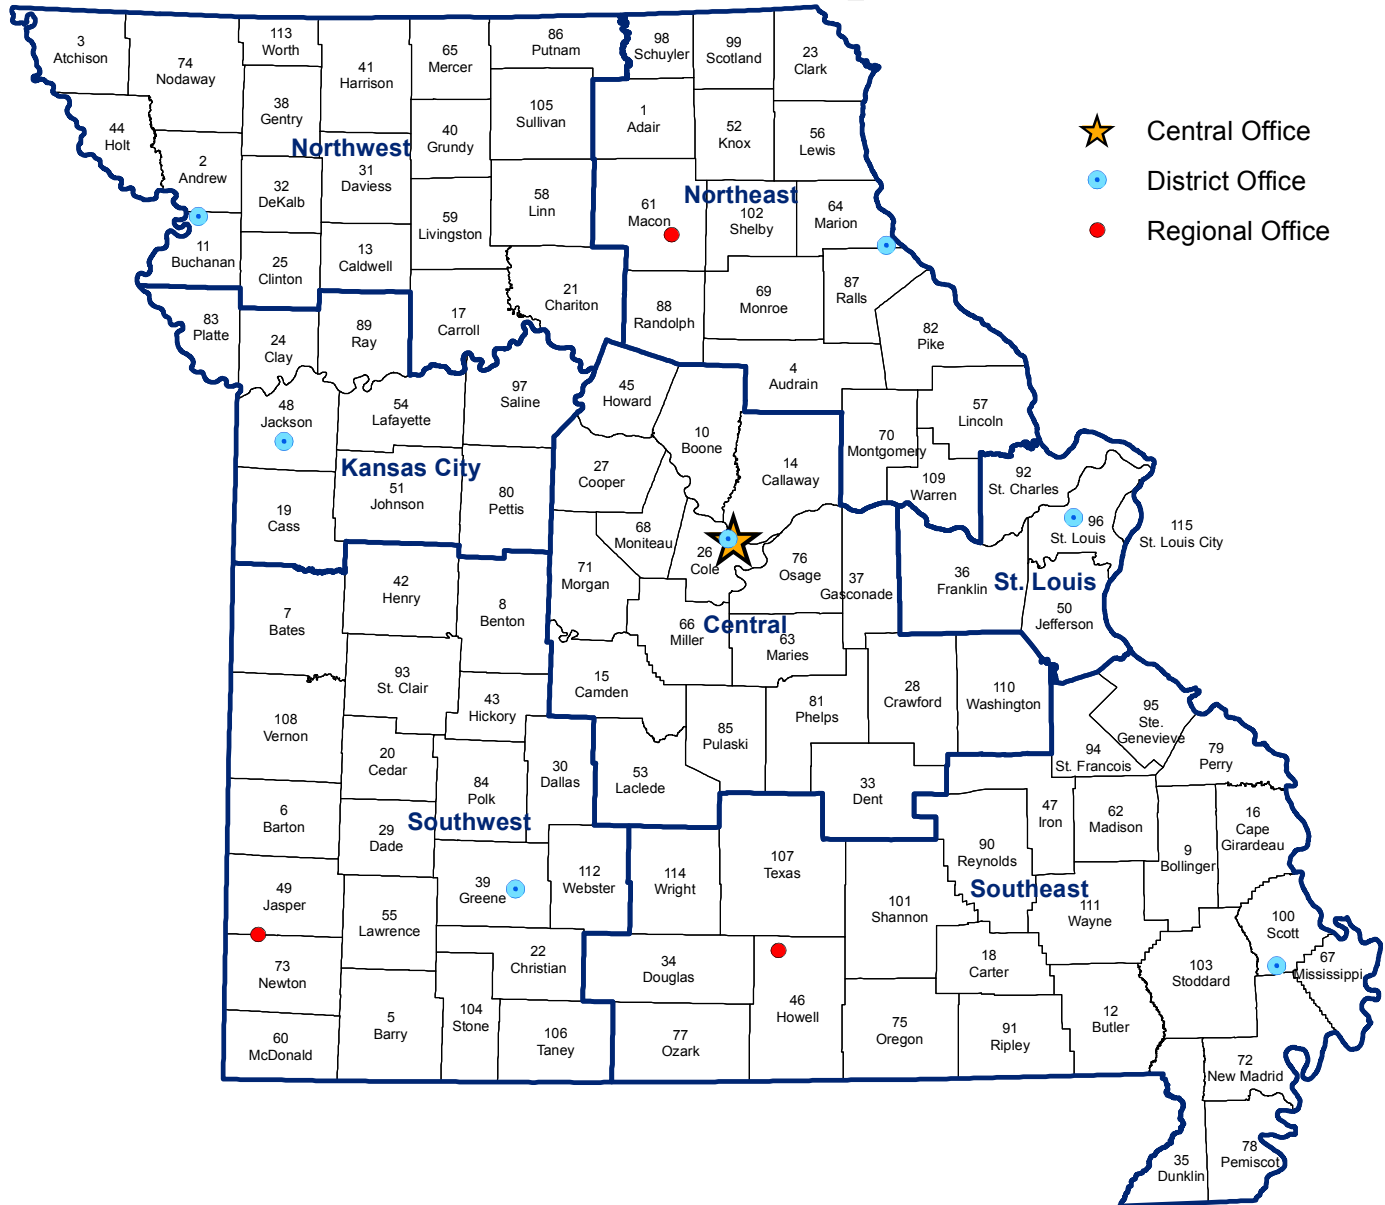 3
Atchison
74
Nodaway
113
Worth
41
Harrison
65
Mercer
86
Putnam
98
Schuyler
99
Scotland
23
Clark
44
Holt
38
Gentry
40
Grundy
105
Sullivan
1
Adair
52
Knox
56
Lewis
Central Office
District Office
Regional Office
Northwest
2
Andrew
32
DeKalb
31
Daviess
59
Livingston
58
Linn
61
Macon
Northeast
102
Shelby
64
Marion
11
Buchanan
25
Clinton
13
Caldwell
17
Carroll
21
Chariton
88
Randolph
69
Monroe
87
Ralls
82
Pike
83
Platte
24
Clay
89
Ray
97
Saline
45
Howard
4
Audrain
48
Jackson
54
Lafayette
10
Boone
14
Callaway
70
Montgomery
57
Lincoln
Kansas City
51
Johnson
80
Pettis
27
Cooper
109
Warren
92
St. Charles
19
Cass
68
Moniteau
26
Cole
76
Osage
37
Gasconade
36
Franklin
96
St. Louis
115
St. Louis City
St. Louis
50
Jefferson
7
Bates
42
Henry
8
Benton
71
Morgan
66
Miller
Central
63
Maries
93
St. Clair
43
Hickory
15
Camden
85
Pulaski
81
Phelps
28
Crawford
110
Washington
95
Ste.
Genevieve
94
St. Francois
79
Perry
108
Vernon
20
Cedar
84
Polk
30
Dallas
53
Laclede
33
Dent
47
Iron
62
Madison
16
Cape
Girardeau
6
Barton
29
Dade
Southwest
90
Reynolds
9
Bollinger
Southeast
49
Jasper
55
Lawrence
39
Greene
112
Webster
114
Wright
107
Texas
101
Shannon
111
Wayne
100
Scott
73
Newton
22
Christian
34
Douglas
18
Carter
103
Stoddard
67
Mississippi
60
McDonald
5
Barry
104
Stone
106
Taney
77
Ozark
46
Howell
75
Oregon
91
Ripley
12
Butler
72
New Madrid
35
Dunklin
78
Pemiscot